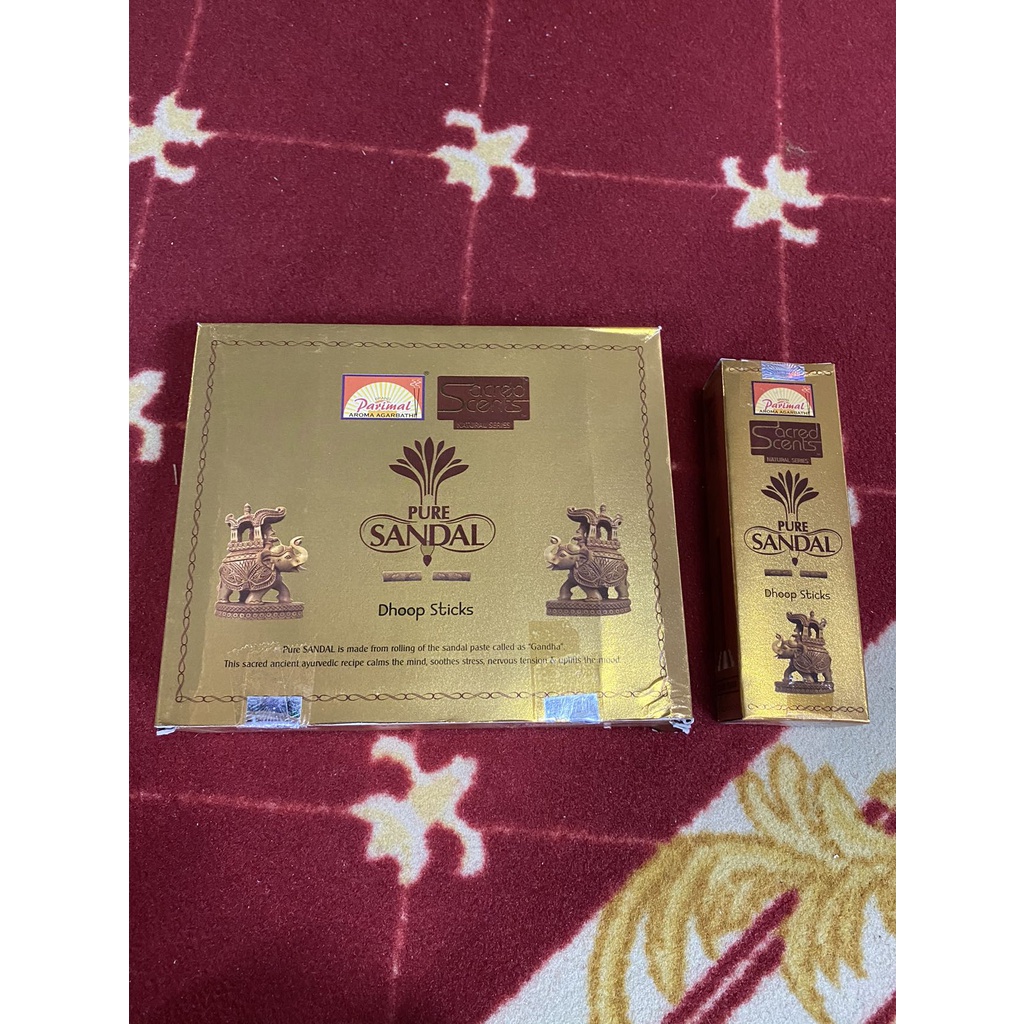 Parimal
AROMA AGARBATHI
®
Sacred
Scents
NATURAL SERIES
PURE
SANDAL
Dhoop Sticks
Pure SANDAL is made from rolling of the sandal paste called as "Gandha".
This sacred ancient ayurvedic recipe calms the mind, soothes stress, nervous tension & uplifts the mood
Parimal
AROMA AGARBATHI
Sacred
Scents
NATURAL SERIES
PURE
SANDAL
Dhoop Sticks